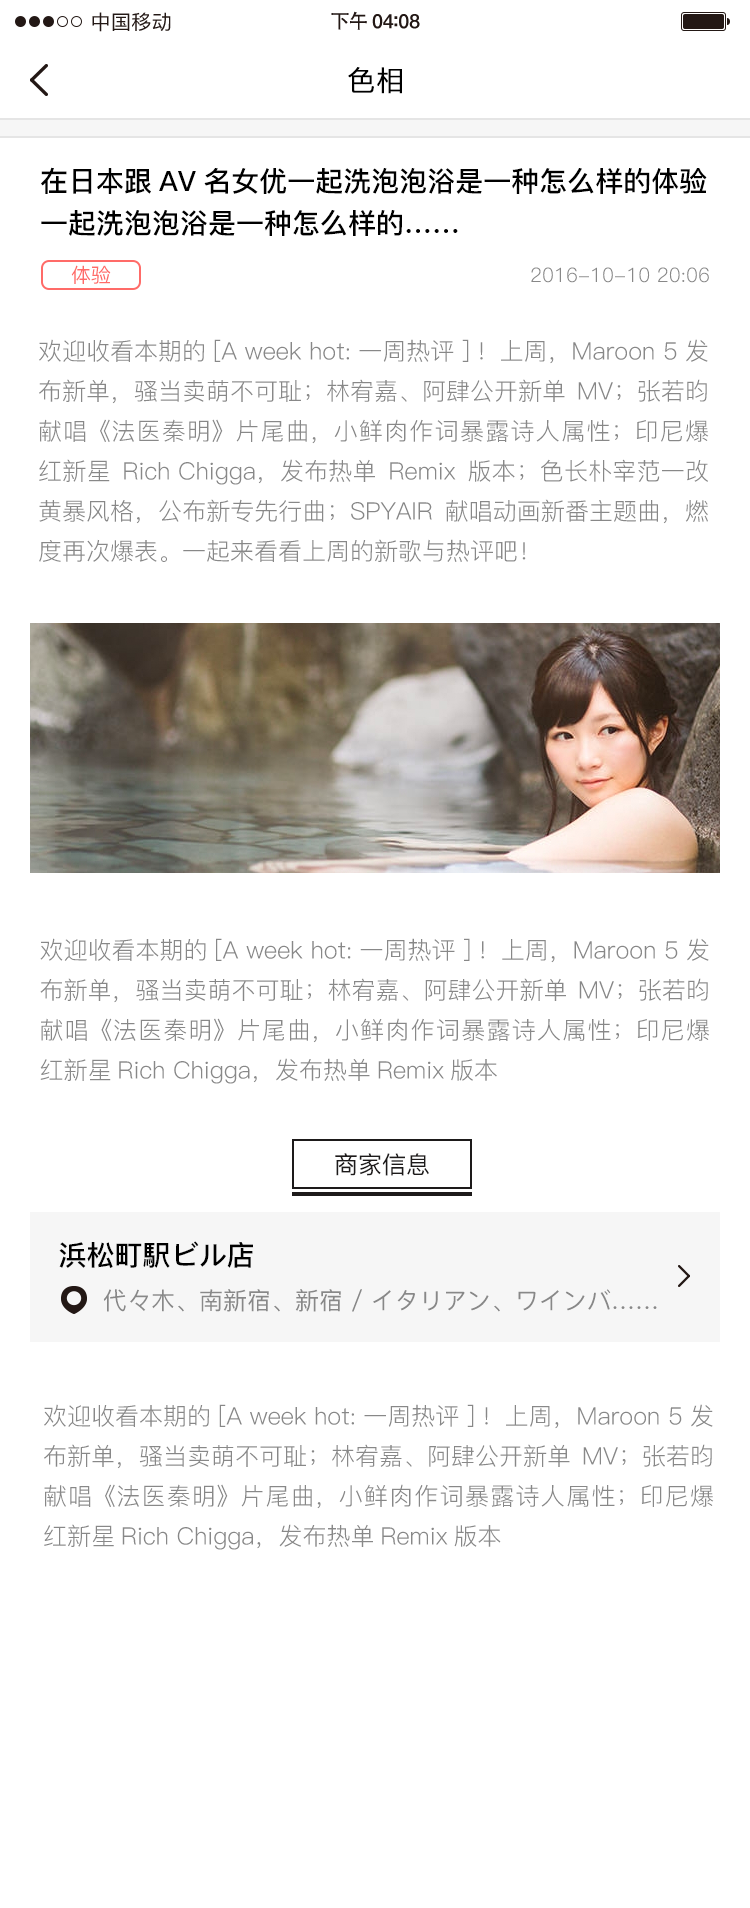 中国移动 下午 04:08
色相
在日本跟 AV 名女优一起洗泡泡浴是一种怎么样的体验
一起洗泡泡浴是一种怎么样的......
体验 2016-10-10 20:06
欢迎收看本期的 [A week hot: 一周热评 ]！上周，Maroon 5 发
布新单，骚当卖萌不可耻；林宥嘉、阿肆公开新单 MV；张若昀
献唱《法医秦明》片尾曲，小鲜肉作词暴露诗人属性；印尼爆
红新星 Rich Chigga，发布热单 Remix 版本；色长朴宰范一改
黄暴风格，公布新专先行曲；SPYAIR 献唱动画新番主题曲，燃
度再次爆表。一起来看看上周的新歌与热评吧！
欢迎收看本期的 [A week hot: 一周热评 ]！上周，Maroon 5 发
布新单，骚当卖萌不可耻；林宥嘉、阿肆公开新单 MV；张若昀
献唱《法医秦明》片尾曲，小鲜肉作词暴露诗人属性；印尼爆
红新星 Rich Chigga，发布热单 Remix 版本
商家信息
浜松町駅ビル店
代々木、南新宿、新宿 / イタリアン、ワインバ......
欢迎收看本期的 [A week hot: 一周热评 ]！上周，Maroon 5 发
布新单，骚当卖萌不可耻；林宥嘉、阿肆公开新单 MV；张若昀
献唱《法医秦明》片尾曲，小鲜肉作词暴露诗人属性；印尼爆
红新星 Rich Chigga，发布热单 Remix 版本